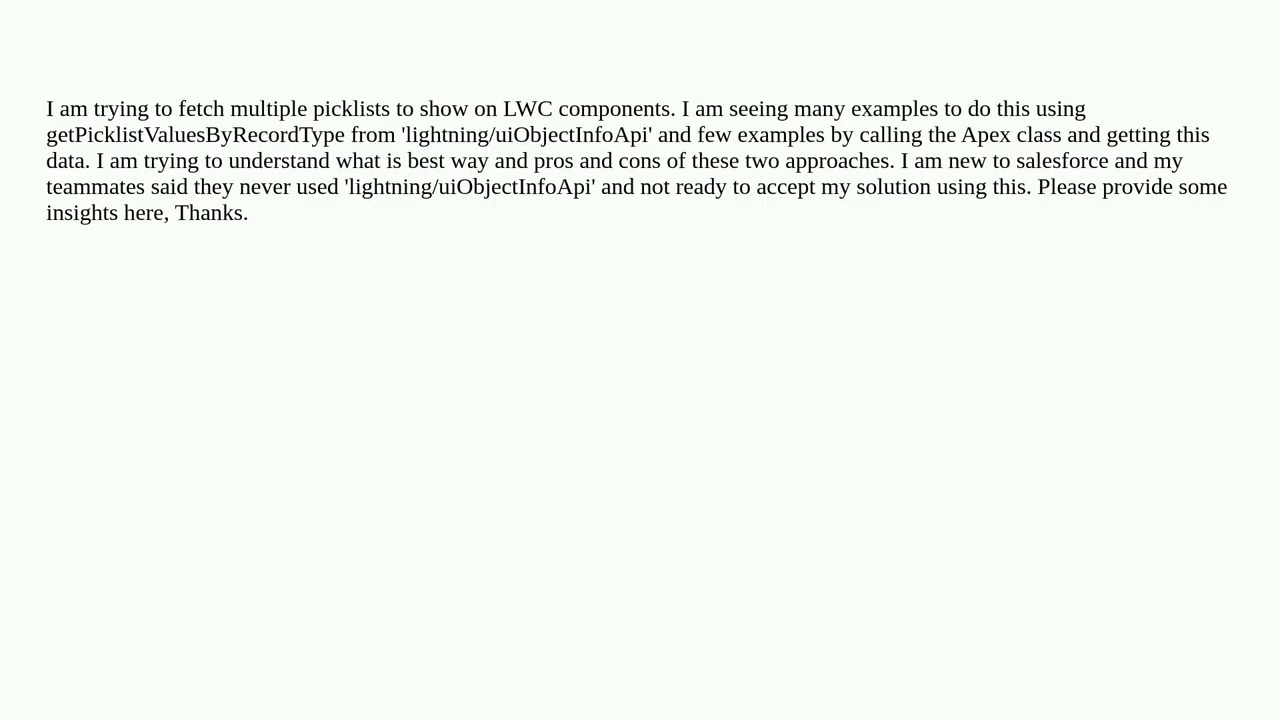 I am trying to fetch multiple picklists to show on LWC components. I am seeing many examples to do this using
getPicklistValuesByRecordType from 'lightning/uiObjectInfoApi' and few examples by calling the Apex class and getting this
data. I am trying to understand what is best way and pros and cons of these two approaches. I am new to salesforce and my
teammates said they never used 'lightning/uiObjectInfoApi' and not ready to accept my solution using this. Please provide some
insights here, Thanks.